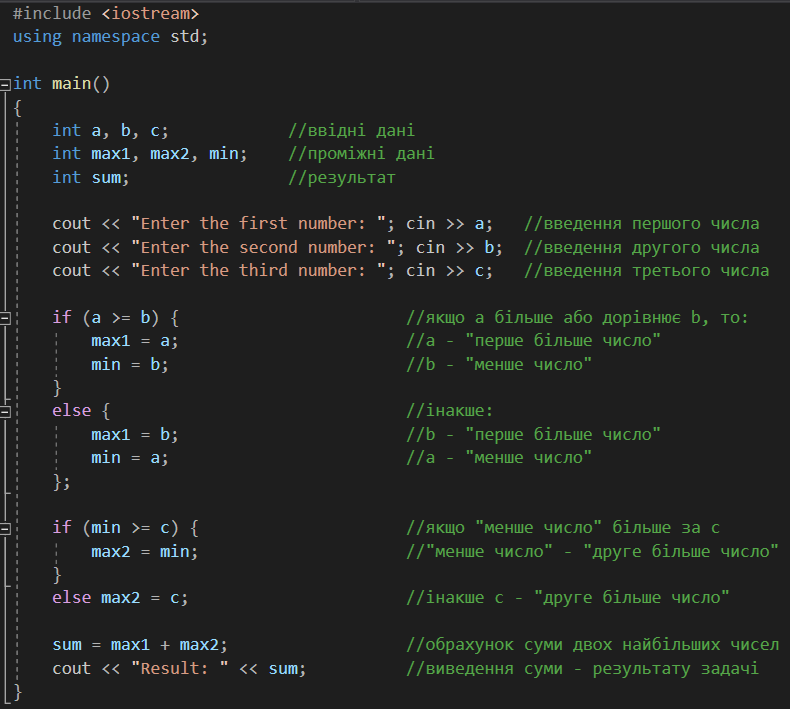 #include <iostream>
using namespace std;
int main()
{
int a, b, c; //ввідні дані
int max1, max2, min; //проміжні дані
int sum; //результат
cout << "Enter the first number: "; cin >> a; //введення першого числа
cout << "Enter the second number: "; cin >> b; //введення другого числа
cout << "Enter the third number: "; cin >> c; //введення третього числа
if (a >= b) { //якщо a більше або дорівнює b, то:
max1 = a; //a - "перше більше число"
min = b; //b - "менше число"
}
else { //інакше:
max1 = b; //b - "перше більше число"
min = a; //a - "менше число"
};
if (min >= c) { //якщо "менше число" більше за c
max2 = min; //"менше число" - "друге більше число"
}
else max2 = c; //інакше c - "друге більше число"
sum = max1 + max2; //обрахунок суми двох найбільших чисел
cout << "Result: " << sum; //виведення суми - результату задачі
}